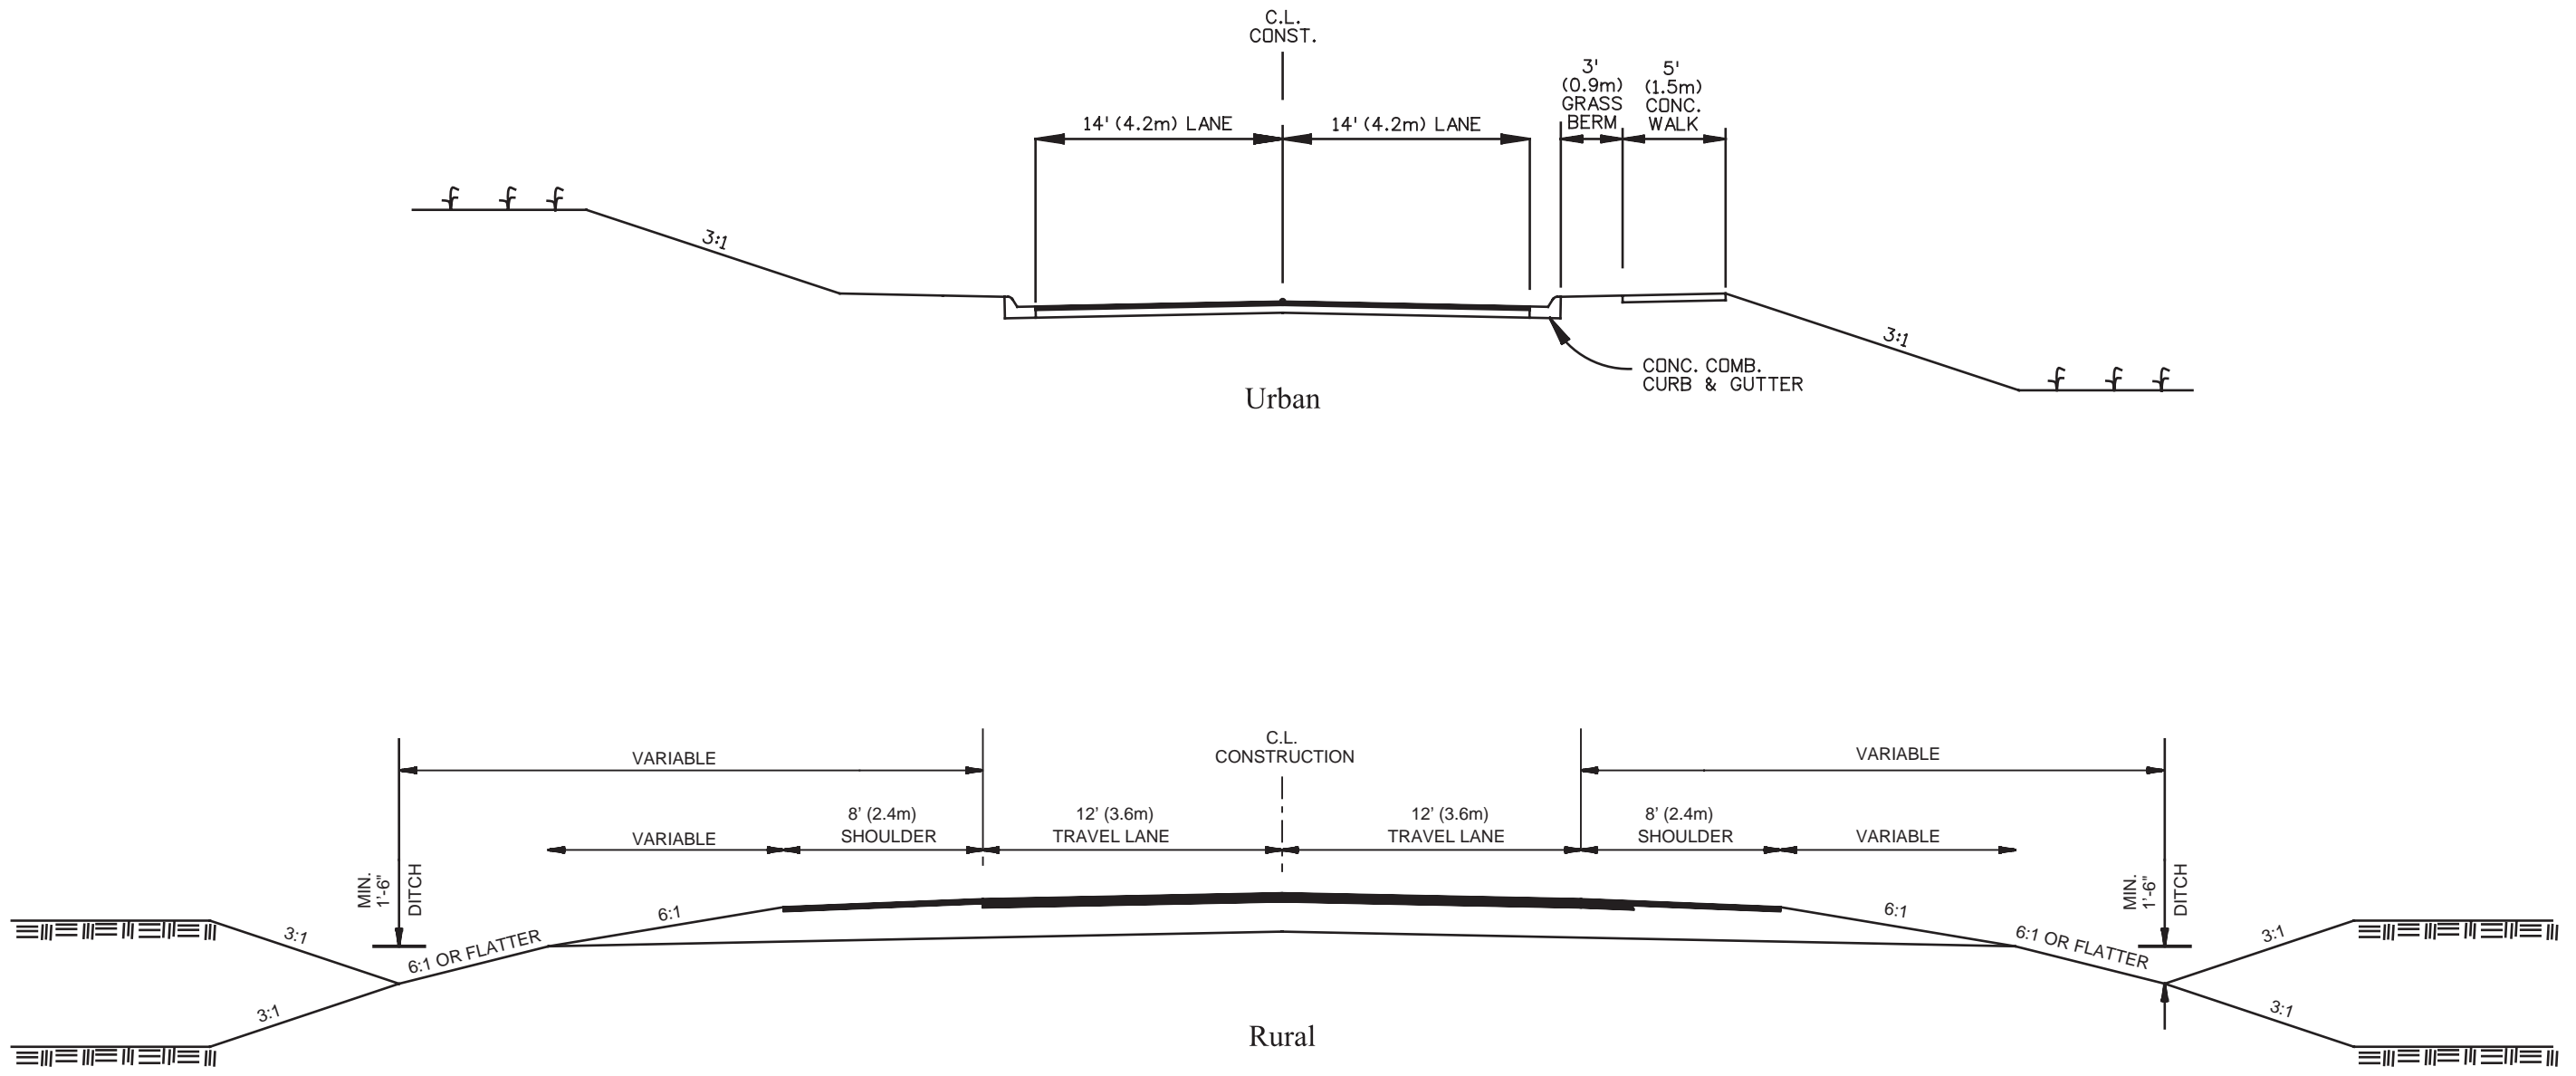 C.L.
CONST.
3'
(0.9m)
GRASS
BERM
5'
(1.5m)
CONC.
WALK
14' (4.2m) LANE
14' (4.2m) LANE
3:1
3:1
CONC. COMB.
CURB & GUTTER
Urban
C.L.
CONSTRUCTION
VARIABLE
VARIABLE
VARIABLE
8' (2.4m)
SHOULDER
12' (3.6m)
TRAVEL LANE
12' (3.6m)
TRAVEL LANE
8' (2.4m)
SHOULDER
VARIABLE
MIN.
1'-6"
DITCH
MIN.
1'-6"
DITCH
3:1
6:1 OR FLATTER
6:1
6:1
6:1 OR FLATTER
3:1
3:1
3:1
Rural